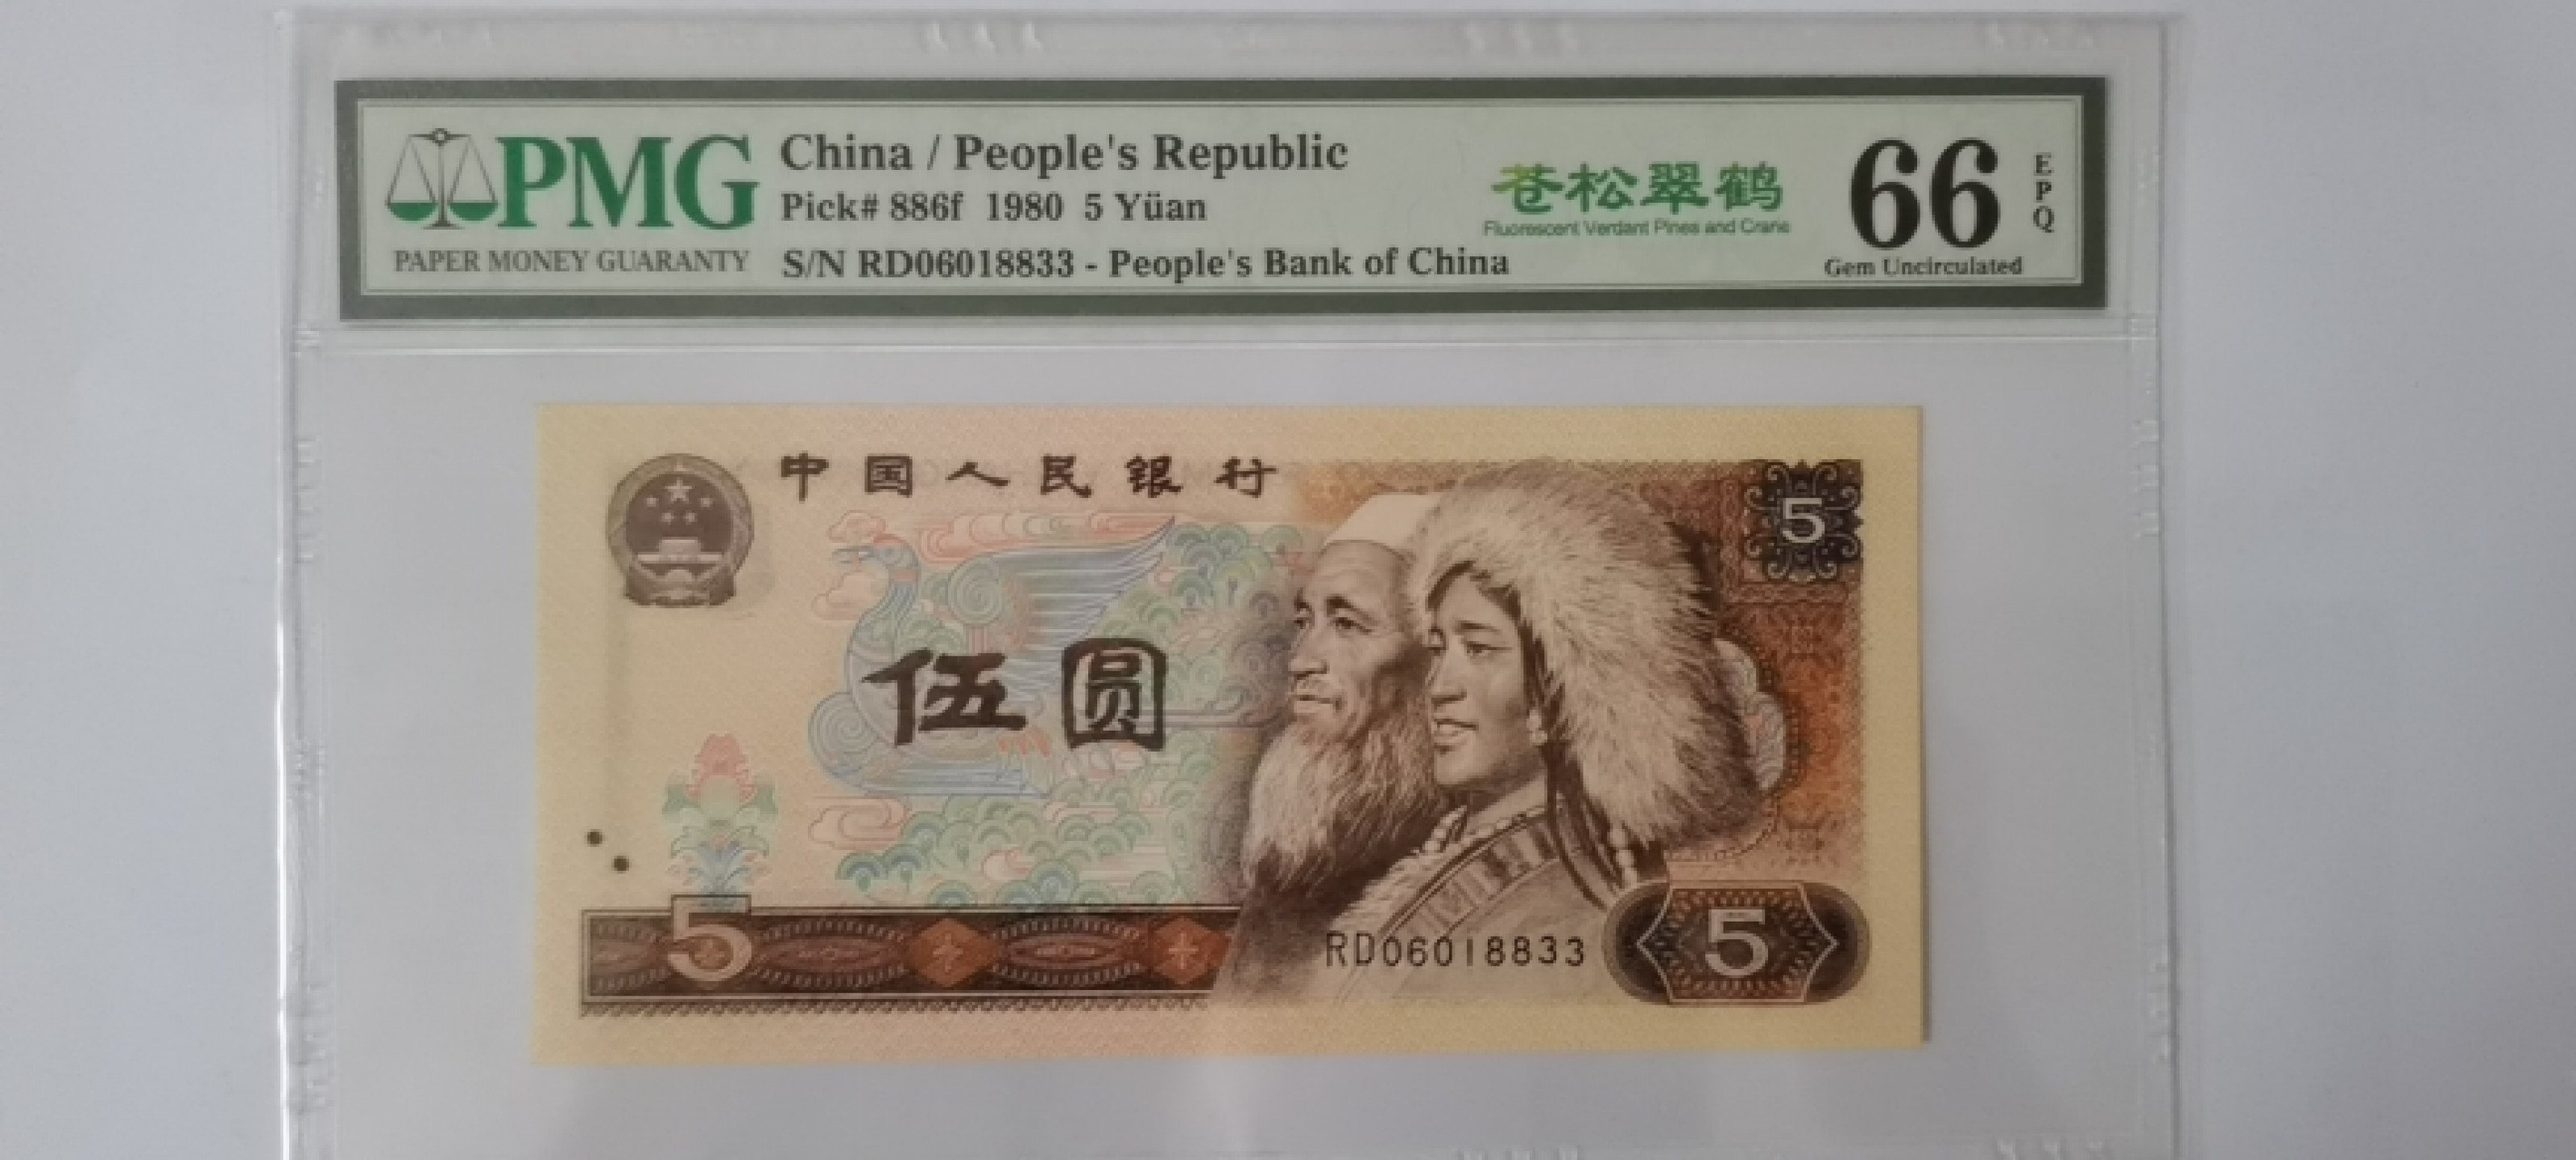 PMG
PAPER MONEY GUARANTY
China / People's Republic
Pick# 886f 1980 5 Yüan
S/N RD06018833 - People's Bank of China
苍松翠鹤
Fluorescent Verdant Pines and Crane
66
EPQ
Gem Uncirculated
中国人民银行
5
伍圆
5
RD06018833
5